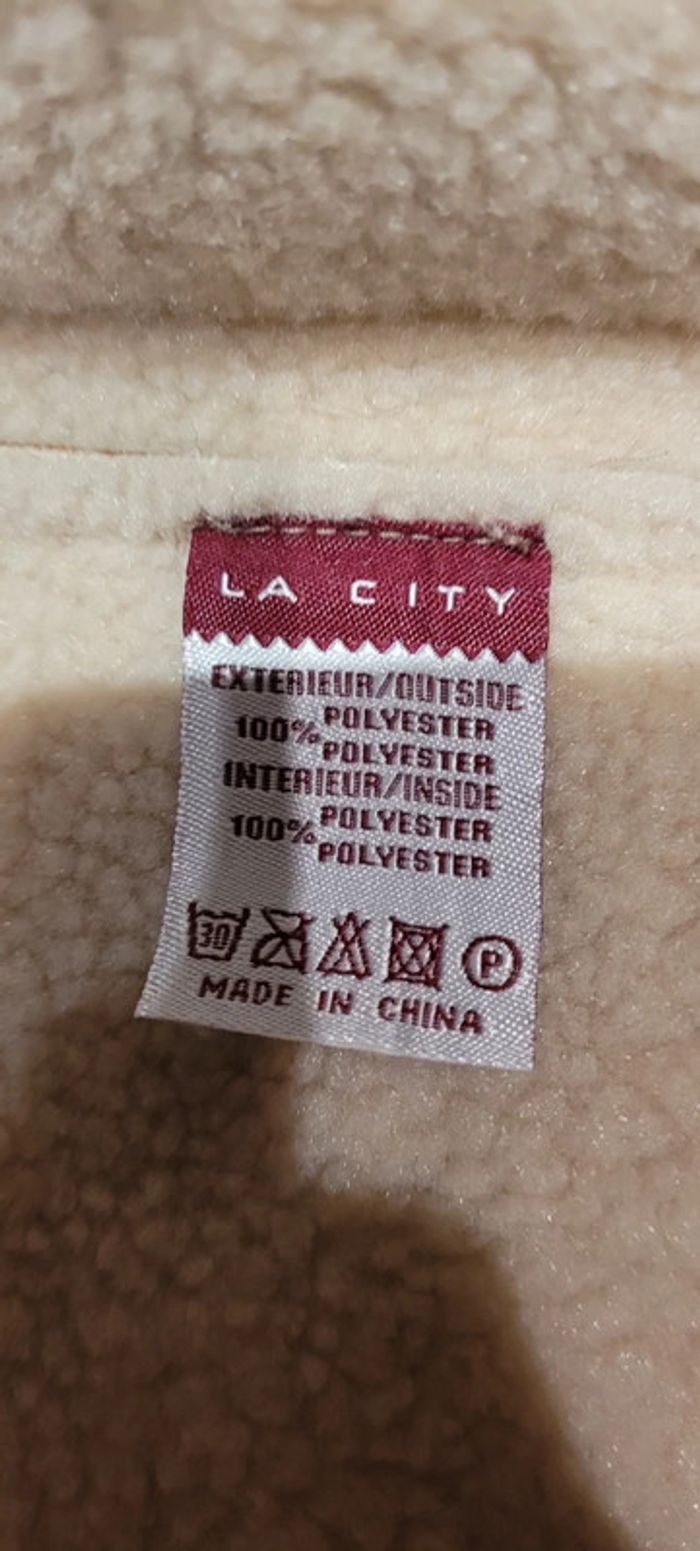 LA CITY
EXTERIEUR/OUTSIDE
100% POLYESTER
POLYESTER
INTERIEUR/INSIDE
100% POLYESTER
POLYESTER
30 P
MADE IN CHINA